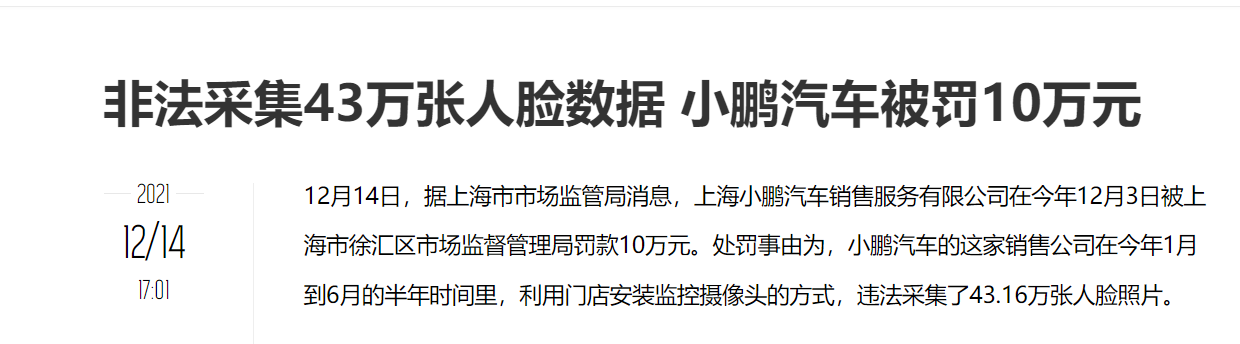 非法采集43万张人脸数据 小鹏汽车被罚10万元
2021
12/14
17:01
12月14日，据上海市市场监管局消息，上海小鹏汽车销售服务有限公司在今年12月3日被上
海市徐汇区市场监督管理局罚款10万元。处罚事由为，小鹏汽车的这家销售公司在今年1月
到6月的半年时间里，利用门店安装监控摄像头的方式，违法采集了43.16万张人脸照片。